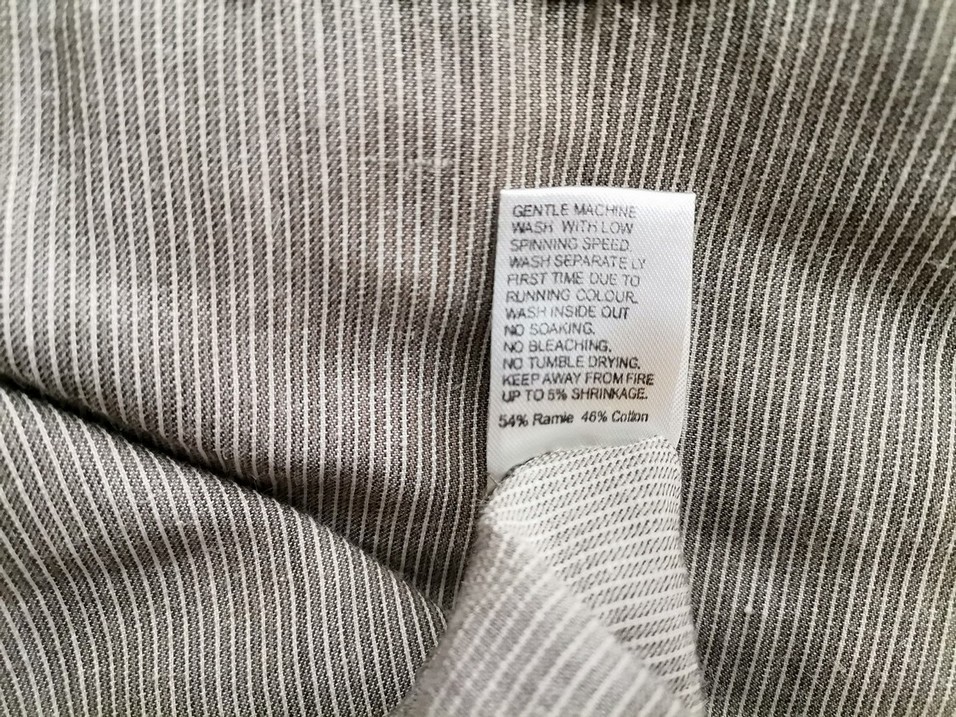 GENTLE MACHINE
WASH WITH LOW
SPINNING SPEED.
WASH SEPARATELY
FIRST TIME DUE TO
RUNNING COLOUR.
WASH INSIDE OUT
NO SOAKING.
NO BLEACHING.
NO TUMBLE DRYING.
KEEP AWAY FROM FIRE
UP TO 5% SHRINKAGE.
54% Ramie 46% Cotton